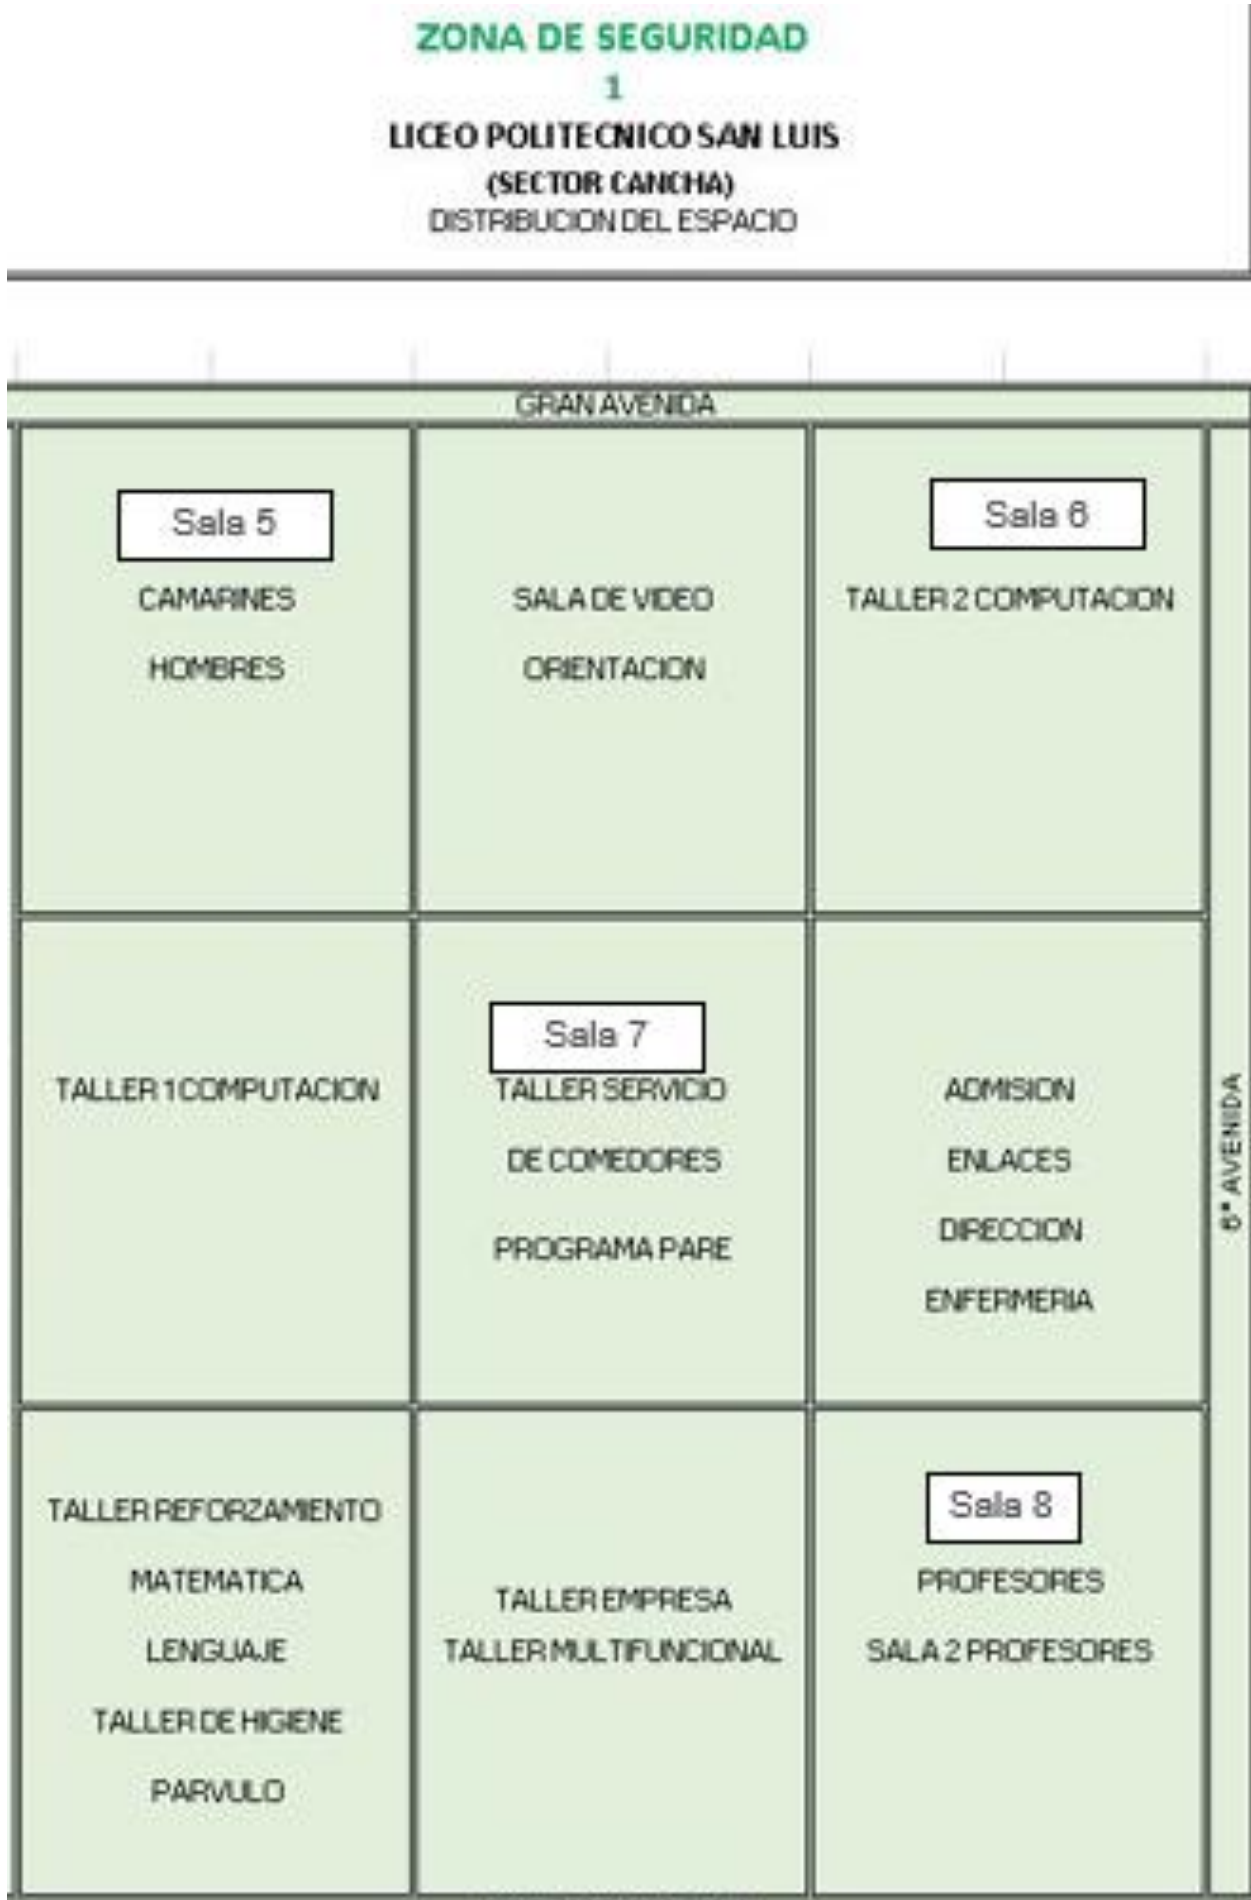 ZONA DE SEGURIDAD
1
LICEO POLITECNICO SAN LUIS
(SECTOR CANCHA)
DISTRIBUCION DEL ESPACIO
GRAN AVENIDA
Sala 5
CAMARINES
HOMBRES
SALA DE VIDEO
ORIENTACION
Sala 6
TALLER 2 COMPUTACION
TALLER 1 COMPUTACION
Sala 7
TALLER SERVICIO
DE COMEDORES
PROGRAMA PARE
ADMISION
ENLACES
DIRECCION
ENFERMERIA
6ª AVENIDA
TALLER REFORZAMIENTO
MATEMATICA
LENGUAJE
TALLER DE HIGIENE
PARVULO
TALLER EMPRESA
TALLER MULTIFUNCIONAL
Sala 8
PROFESORES
SALA 2 PROFESORES